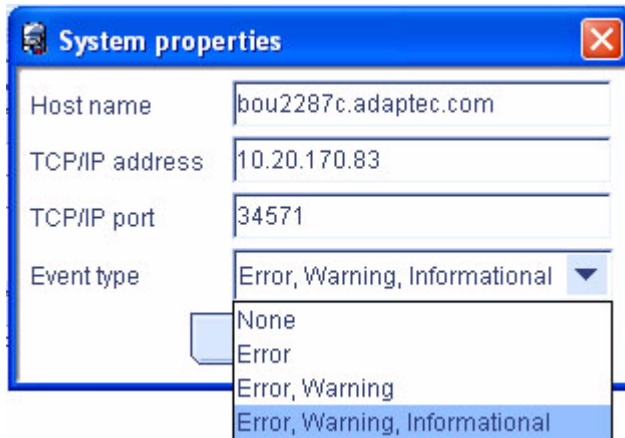 System properties
Host name bou2287c.adaptec.com
TCP/IP address 10.20.170.83
TCP/IP port 34571
Event type Error, Warning, Informational
None
Error
Error, Warning
Error, Warning, Informational